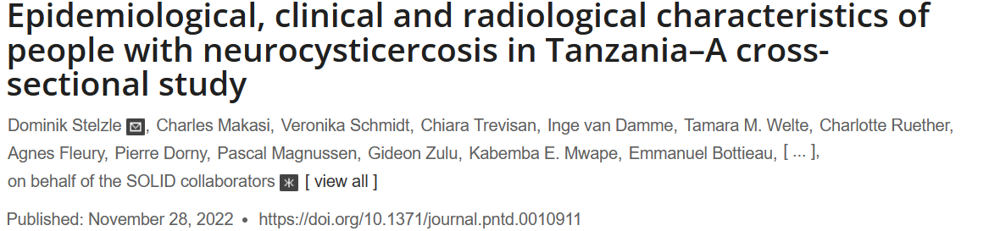 Epidemiological, clinical and radiological characteristics of
people with neurocysticercosis in Tanzania–A cross-
sectional study
Dominik Stelzle , Charles Makasi, Veronika Schmidt, Chiara Trevisan, Inge van Damme, Tamara M. Welte, Charlotte Ruether,
Agnes Fleury, Pierre Dorny, Pascal Magnussen, Gideon Zulu, Kabemba E. Mwape, Emmanuel Bottieau, [ ... ],
on behalf of the SOLID collaborators [ view all ]
Published: November 28, 2022 • https://doi.org/10.1371/journal.pntd.0010911